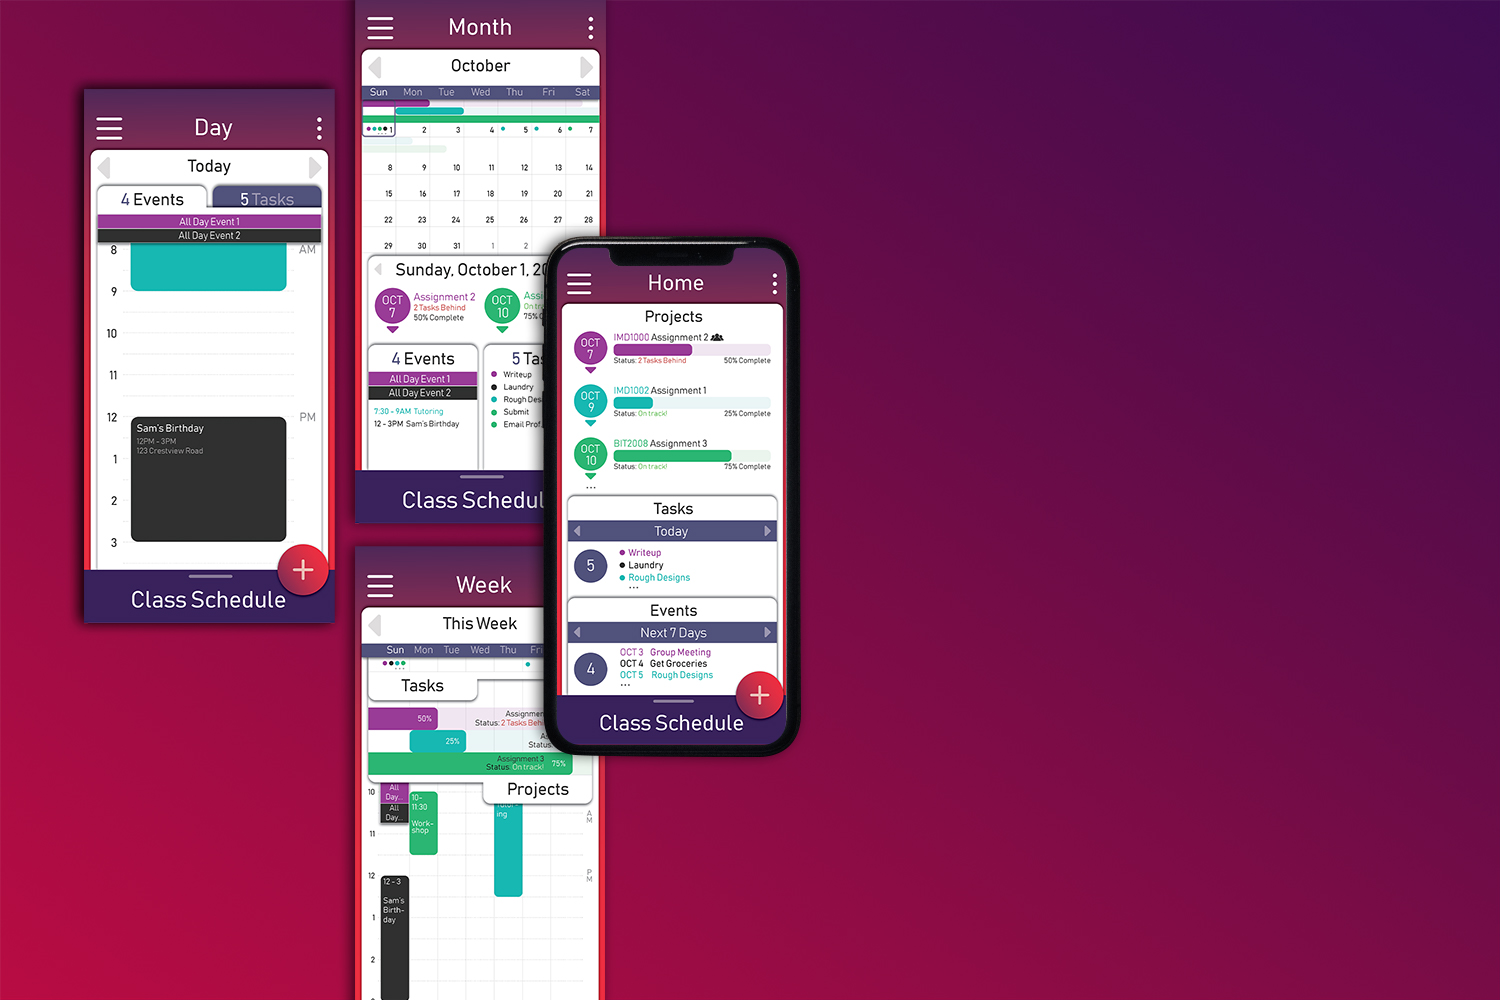 Day
Today
4 Events
5 Tasks
All Day Event 1
All Day Event 2
8 AM
9
10
11
12 PM
Sam's Birthday
12PM - 3PM
123 Crestview Road
1
2
3
+
Class Schedule
Month
October
Sun Mon Tue Wed Thu Fri Sat
1 2 3 4 5 6 7
8 9 10 11 12 13 14
15 16 17 18 19 20 21
22 23 24 25 26 27 28
29 30 31 1 2
Sunday, October 1, 20
OCT 7
Assignment 2
2 Tasks Behind
50% Complete
OCT 10
Assi
On trac
75% C
4 Events
All Day Event 1
All Day Event 2
7:30 - 9AM Tutoring
12 - 3PM Sam's Birthday
5 Tas
Writeup
Laundry
Rough Desi
Submit
Email Prof.
Class Schedul
Week
This Week
Sun Mon Tue Wed Thu Fri
Tasks
50%
Assignmen
Status: 2 Tasks Behi
25%
As
Status:
Assignment 3
Status: On track!
75%
Projects
10
All Day...
All Day...
10-11:30
Work-shop
ing
AM
11
12
PM
12 - 3
Sam's
Birth-
day
1
2
Home
Projects
OCT 7
IMD1000 Assignment 2
Status: 2 Tasks Behind
50% Complete
OCT 9
IMD1002 Assignment 1
Status: On track!
25% Complete
OCT 10
BIT2008 Assignment 3
Status: On track!
75% Complete
...
Tasks
Today
5
Writeup
Laundry
Rough Designs
...
Events
Next 7 Days
4
OCT 3 Group Meeting
OCT 4 Get Groceries
OCT 5 Rough Designs
...
+
Class Schedule